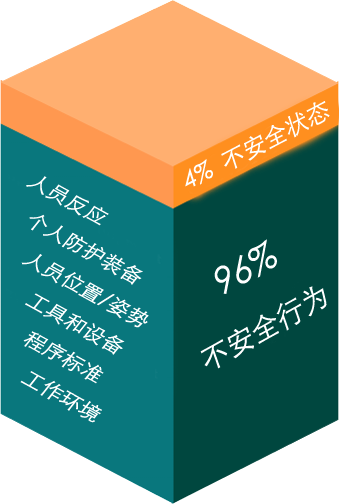 4% 不安全状态
人员反应
个人防护装备
人员位置/姿势
工具和设备
程序标准
工作环境
96%
不安全行为